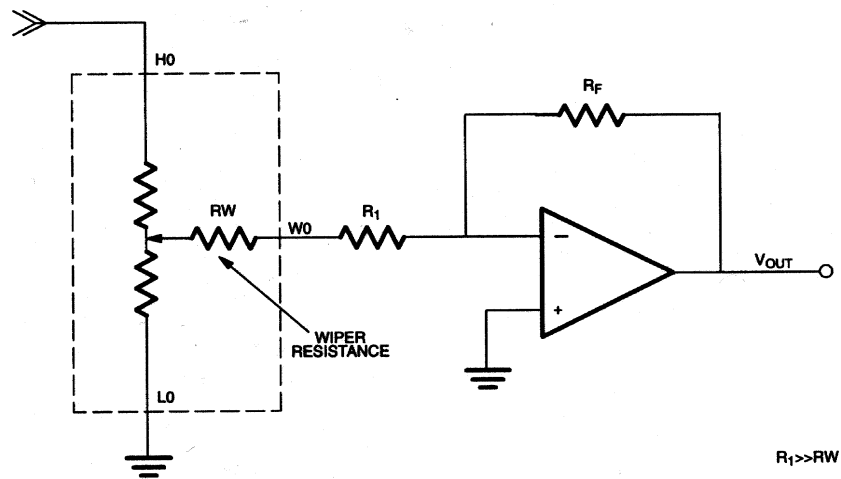 H0
RF
RW
W0
R1
−
+
VOUT
WIPER
RESISTANCE
L0
R1>>RW